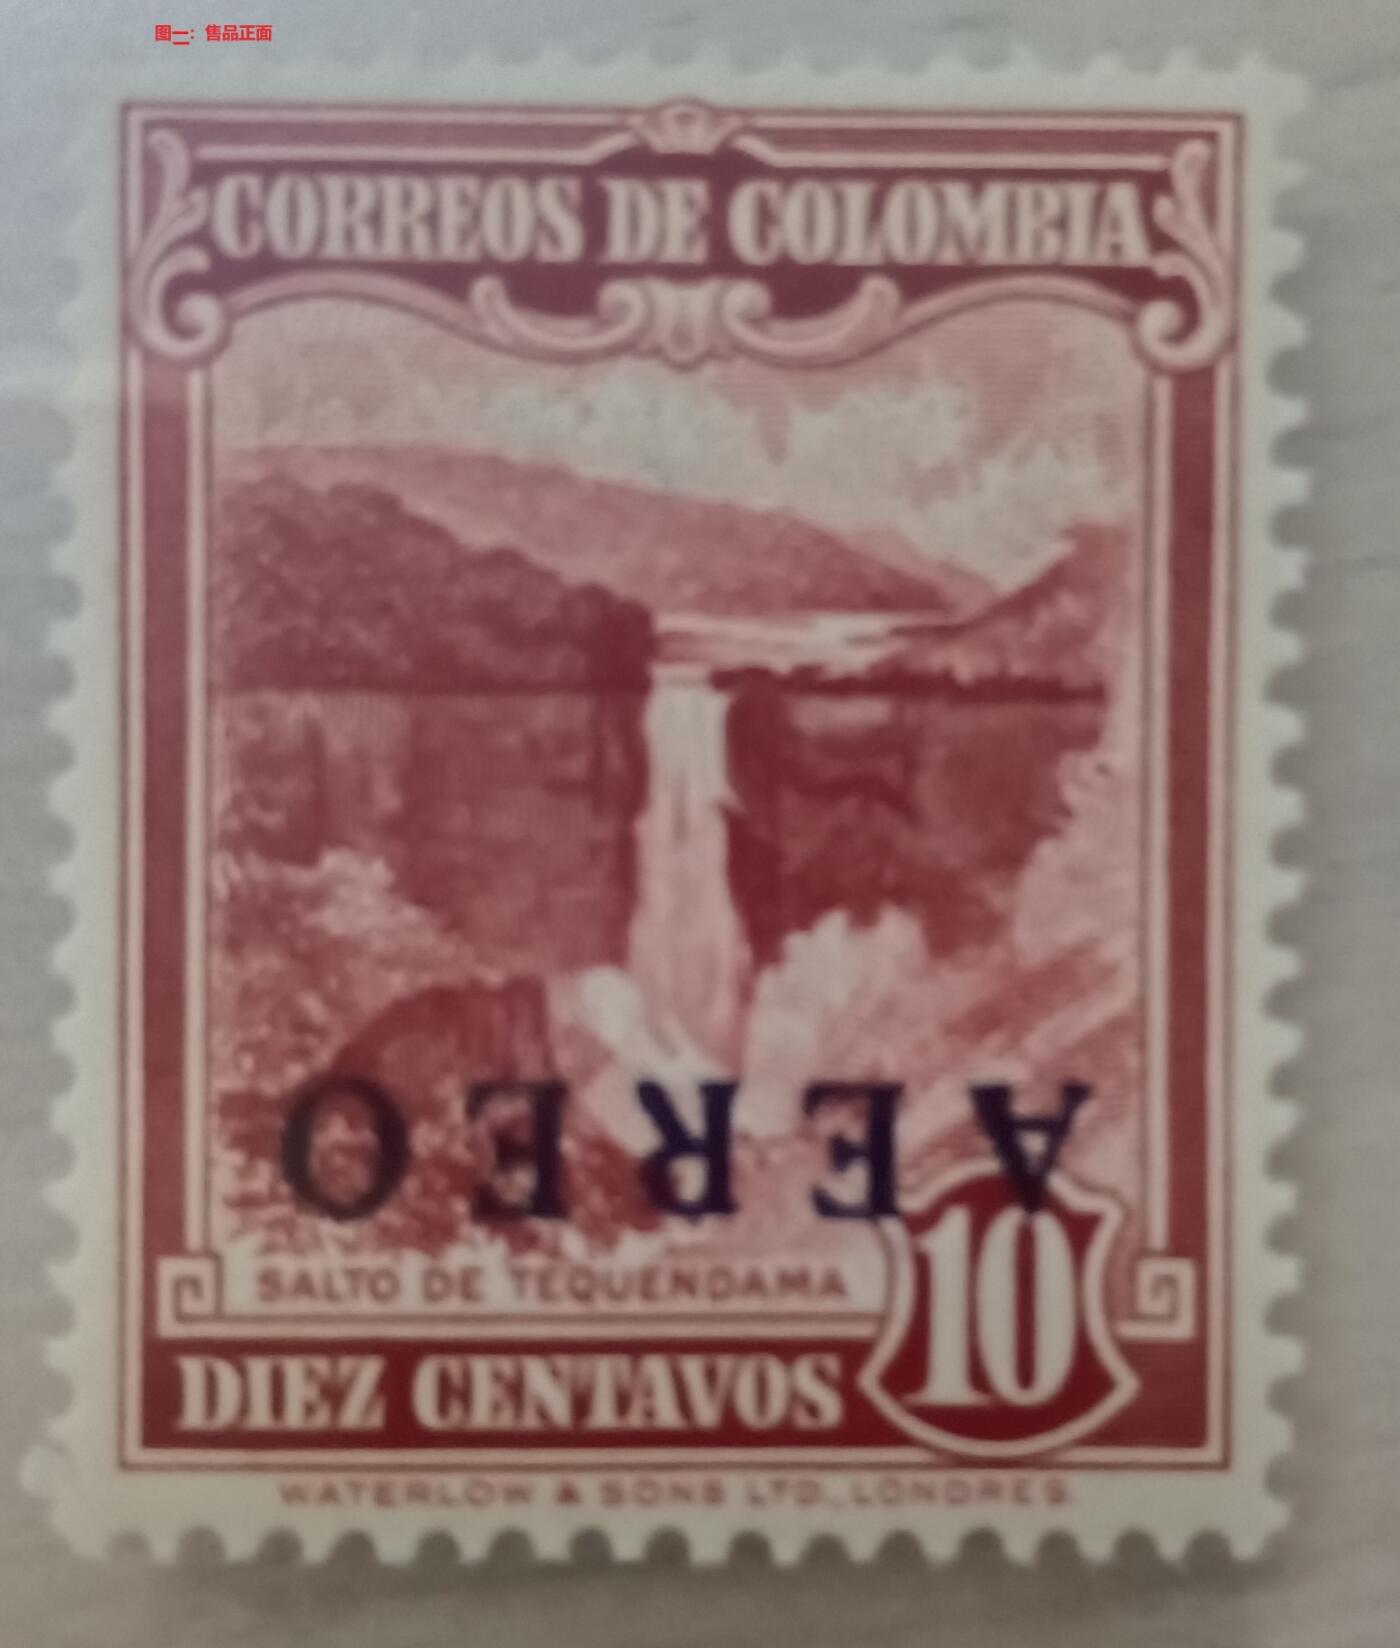 图一：售品正面
CORREOS DE COLOMBIA
AEREO
SALTO DE TEQUENDAMA
10
DIEZ CENTAVOS
WATERLOW & SONS LTD., LONDRES.